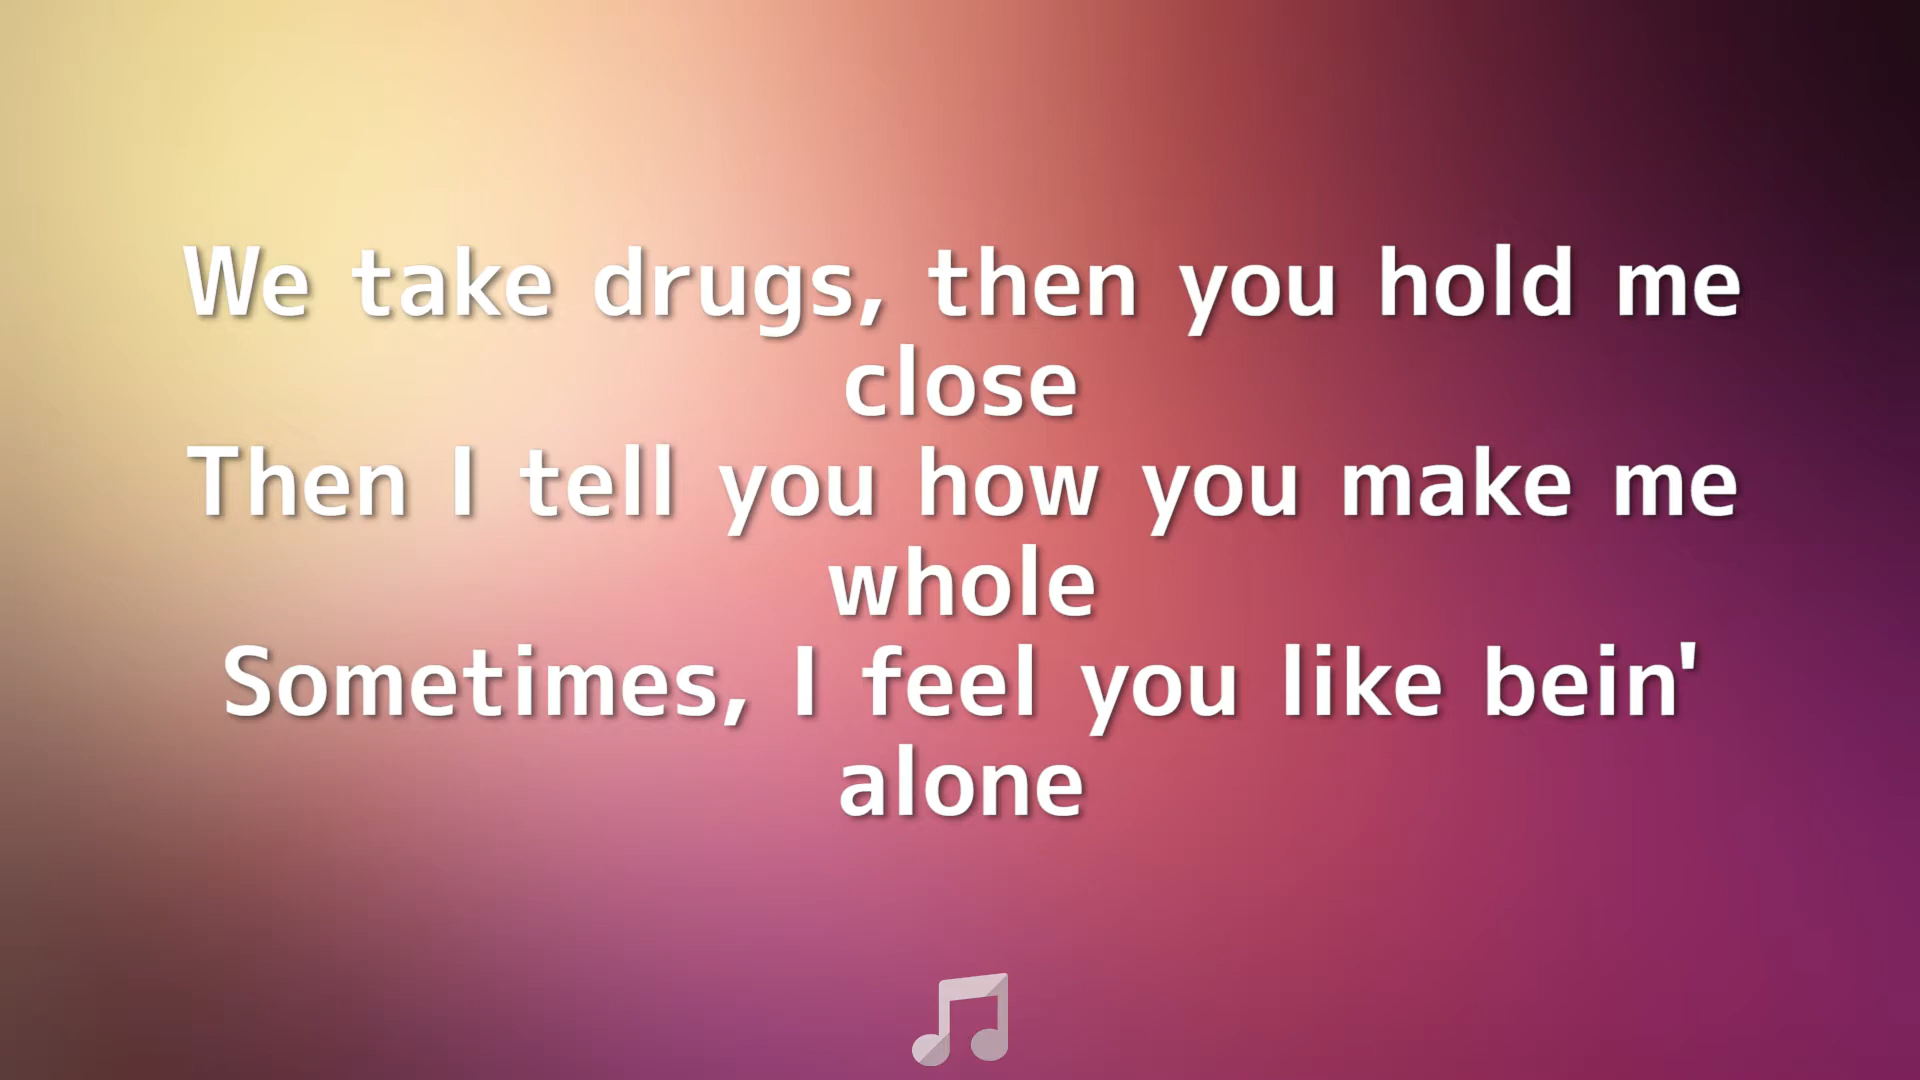 We take drugs, then you hold me
close
Then I tell you how you make me
whole
Sometimes, I feel you like bein'
alone